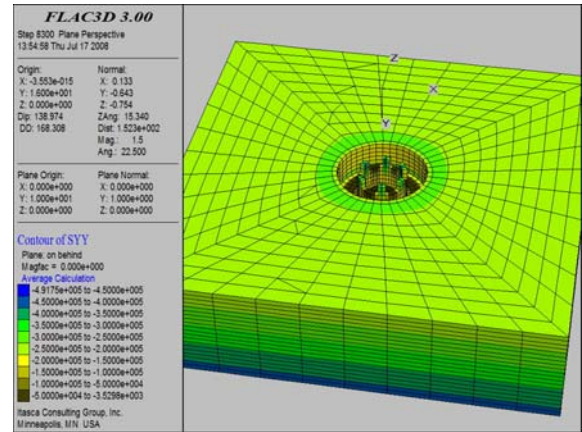 FLAC3D 3.00
Step 8300 Plane Perspective
13:54:58 Thu Jul 17 2008
Origin: Normal:
X: -3.553e-015 X: 0.133
Y: 1.600e+001 Y: -0.643
Z: 0.000e+000 Z: -0.754
Dip: 138.974 ZAng: 15.340
DD: 168.308 Dist: 1.523e+002
Mag.: 1.5
Ang.: 22.500
Plane Origin: Plane Normal:
X: 0.000e+000 X: 0.000e+000
Y: 1.000e+001 Y: 1.000e+000
Z: 0.000e+000 Z: 0.000e+000
Contour of SYY
Plane: on behind
Magfac = 0.000e+000
Average Calculation
-4.9175e+005 to -4.5000e+005
-4.5000e+005 to -4.0000e+005
-4.0000e+005 to -3.5000e+005
-3.5000e+005 to -3.0000e+005
-3.0000e+005 to -2.5000e+005
-2.5000e+005 to -2.0000e+005
-2.0000e+005 to -1.5000e+005
-1.5000e+005 to -1.0000e+005
-1.0000e+005 to -5.0000e+004
-5.0000e+004 to -3.5298e+003
Itasca Consulting Group, Inc.
Minneapolis, MN USA
Z
X
Y